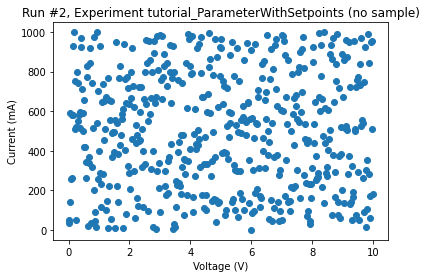 Run #2, Experiment tutorial_ParameterWithSetpoints (no sample)
1000
800
600
400
200
0
Current (mA)
0 2 4 6 8 10
Voltage (V)